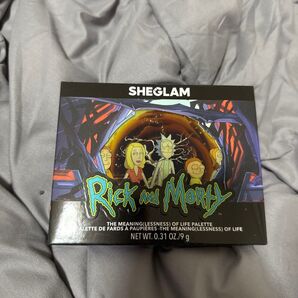 SHEGLAM
Rick and Morty
THE MEANING(LESSNESS) OF LIFE PALETTE
PALETTE DE FARDS À PAUPIÈRES -THE MEANING(LESSNESS) OF LIFE
NET WT. 0.31 OZ./9 g